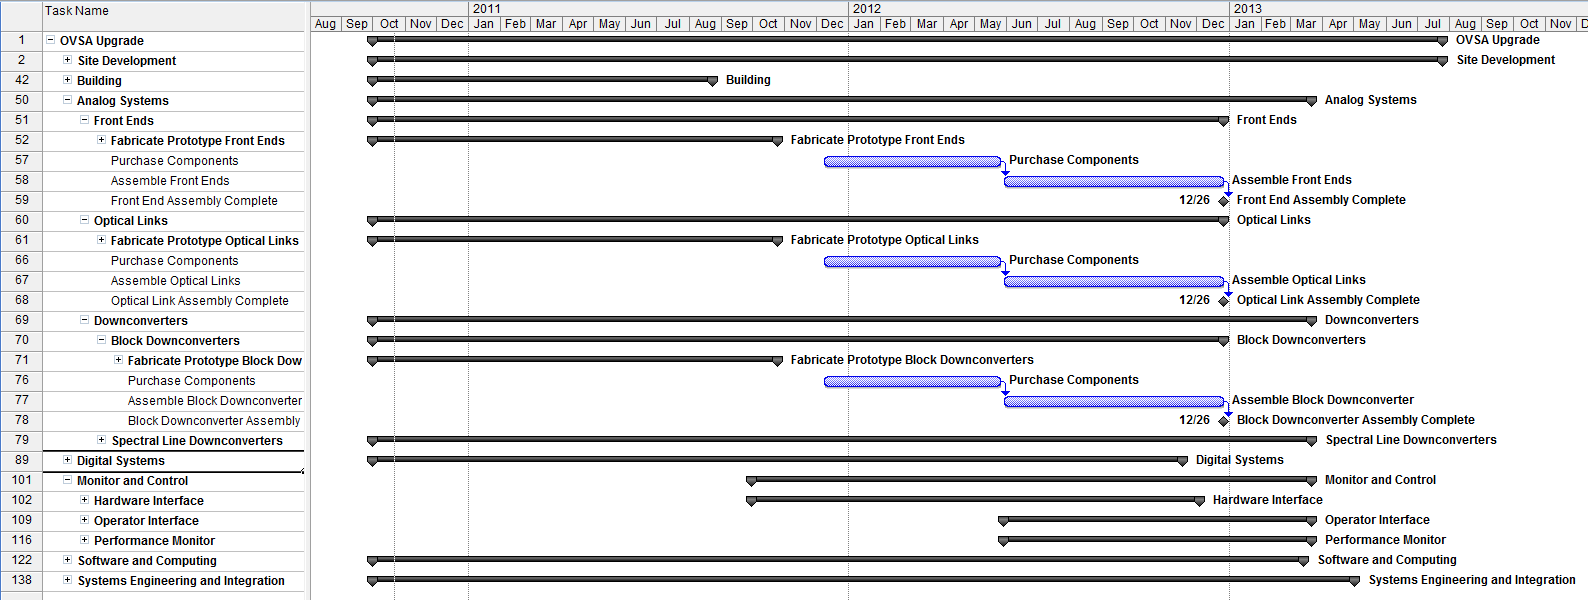 Task Name
2011 2012 2013
Aug Sep Oct Nov Dec Jan Feb Mar Apr May Jun Jul Aug Sep Oct Nov Dec Jan Feb Mar Apr May Jun Jul Aug Sep Oct Nov Dec Jan Feb Mar Apr May Jun Jul Aug Sep Oct Nov D
1 OVSA Upgrade OVSA Upgrade
2 Site Development Site Development
42 Building Building
50 Analog Systems Analog Systems
51 Front Ends Front Ends
52 Fabricate Prototype Front Ends Fabricate Prototype Front Ends
57 Purchase Components Purchase Components
58 Assemble Front Ends Assemble Front Ends
59 Front End Assembly Complete 12/26 Front End Assembly Complete
60 Optical Links Optical Links
61 Fabricate Prototype Optical Links Fabricate Prototype Optical Links
66 Purchase Components Purchase Components
67 Assemble Optical Links Assemble Optical Links
68 Optical Link Assembly Complete 12/26 Optical Link Assembly Complete
69 Downconverters Downconverters
70 Block Downconverters Block Downconverters
71 Fabricate Prototype Block Dow Fabricate Prototype Block Downconverters
76 Purchase Components Purchase Components
77 Assemble Block Downconverter Assemble Block Downconverter
78 Block Downconverter Assembly 12/26 Block Downconverter Assembly Complete
79 Spectral Line Downconverters Spectral Line Downconverters
89 Digital Systems Digital Systems
101 Monitor and Control Monitor and Control
102 Hardware Interface Hardware Interface
109 Operator Interface Operator Interface
116 Performance Monitor Performance Monitor
122 Software and Computing Software and Computing
138 Systems Engineering and Integration Systems Engineering and Integration